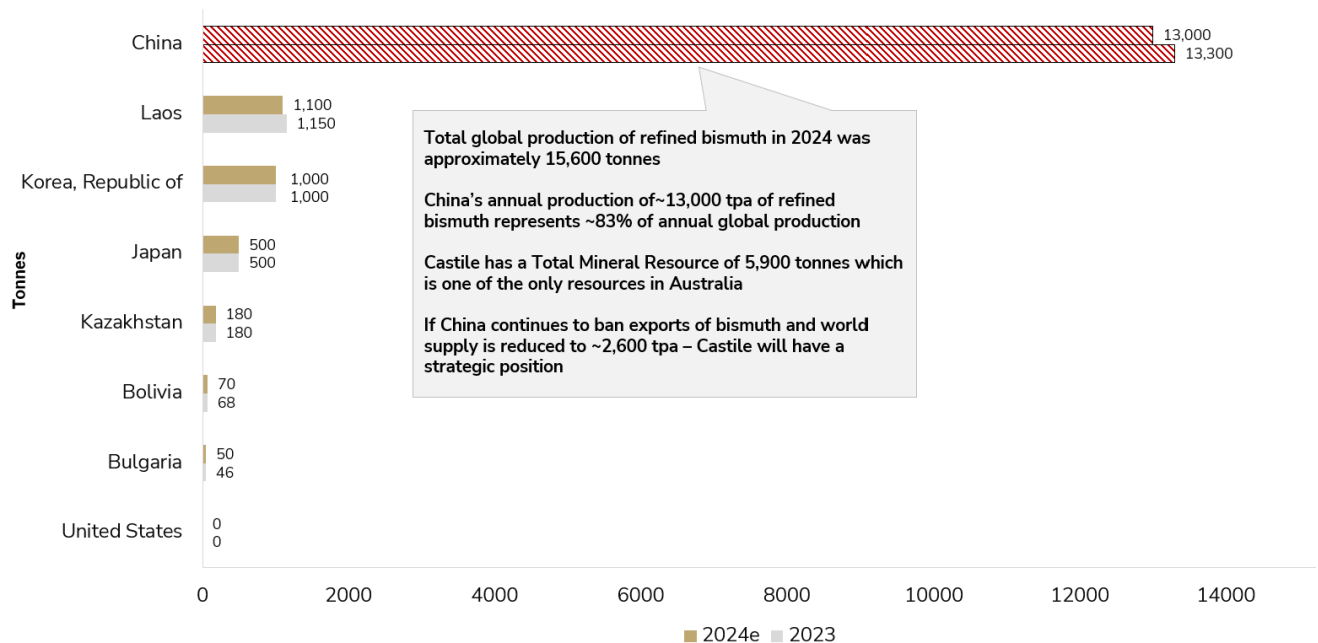 China
13,000
13,300
Laos
1,100
1,150
Korea, Republic of
1,000
1,000
Japan
500
500
Kazakhstan
180
180
Bolivia
70
68
Bulgaria
50
46
United States
0
0
Tonnes
Total global production of refined bismuth in 2024 was
approximately 15,600 tonnes
China’s annual production of~13,000 tpa of refined
bismuth represents ~83% of annual global production
Castile has a Total Mineral Resource of 5,900 tonnes which
is one of the only resources in Australia
If China continues to ban exports of bismuth and world
supply is reduced to ~2,600 tpa – Castile will have a
strategic position
0 2000 4000 6000 8000 10000 12000 14000
2024e 2023